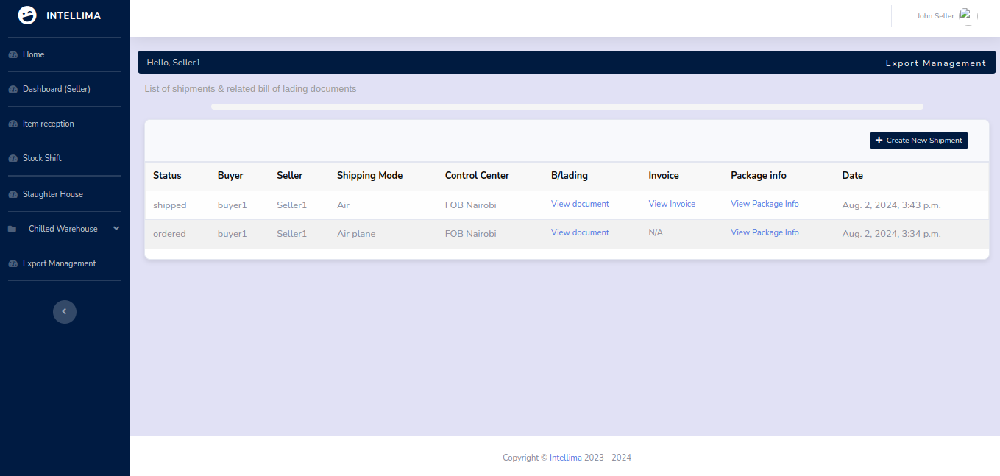 INTELLIMA
John Seller
Home
Dashboard (Seller)
Item reception
Stock Shift
Slaughter House
Chilled Warehouse
Export Management
Hello, Seller1
Export Management
List of shipments & related bill of lading documents
Create New Shipment
Status Buyer Seller Shipping Mode Control Center B/lading Invoice Package info Date
shipped buyer1 Seller1 Air FOB Nairobi View document View Invoice View Package Info Aug. 2, 2024, 3:43 p.m.
ordered buyer1 Seller1 Air plane FOB Nairobi View document N/A View Package Info Aug. 2, 2024, 3:34 p.m.
Copyright © Intellima 2023 - 2024